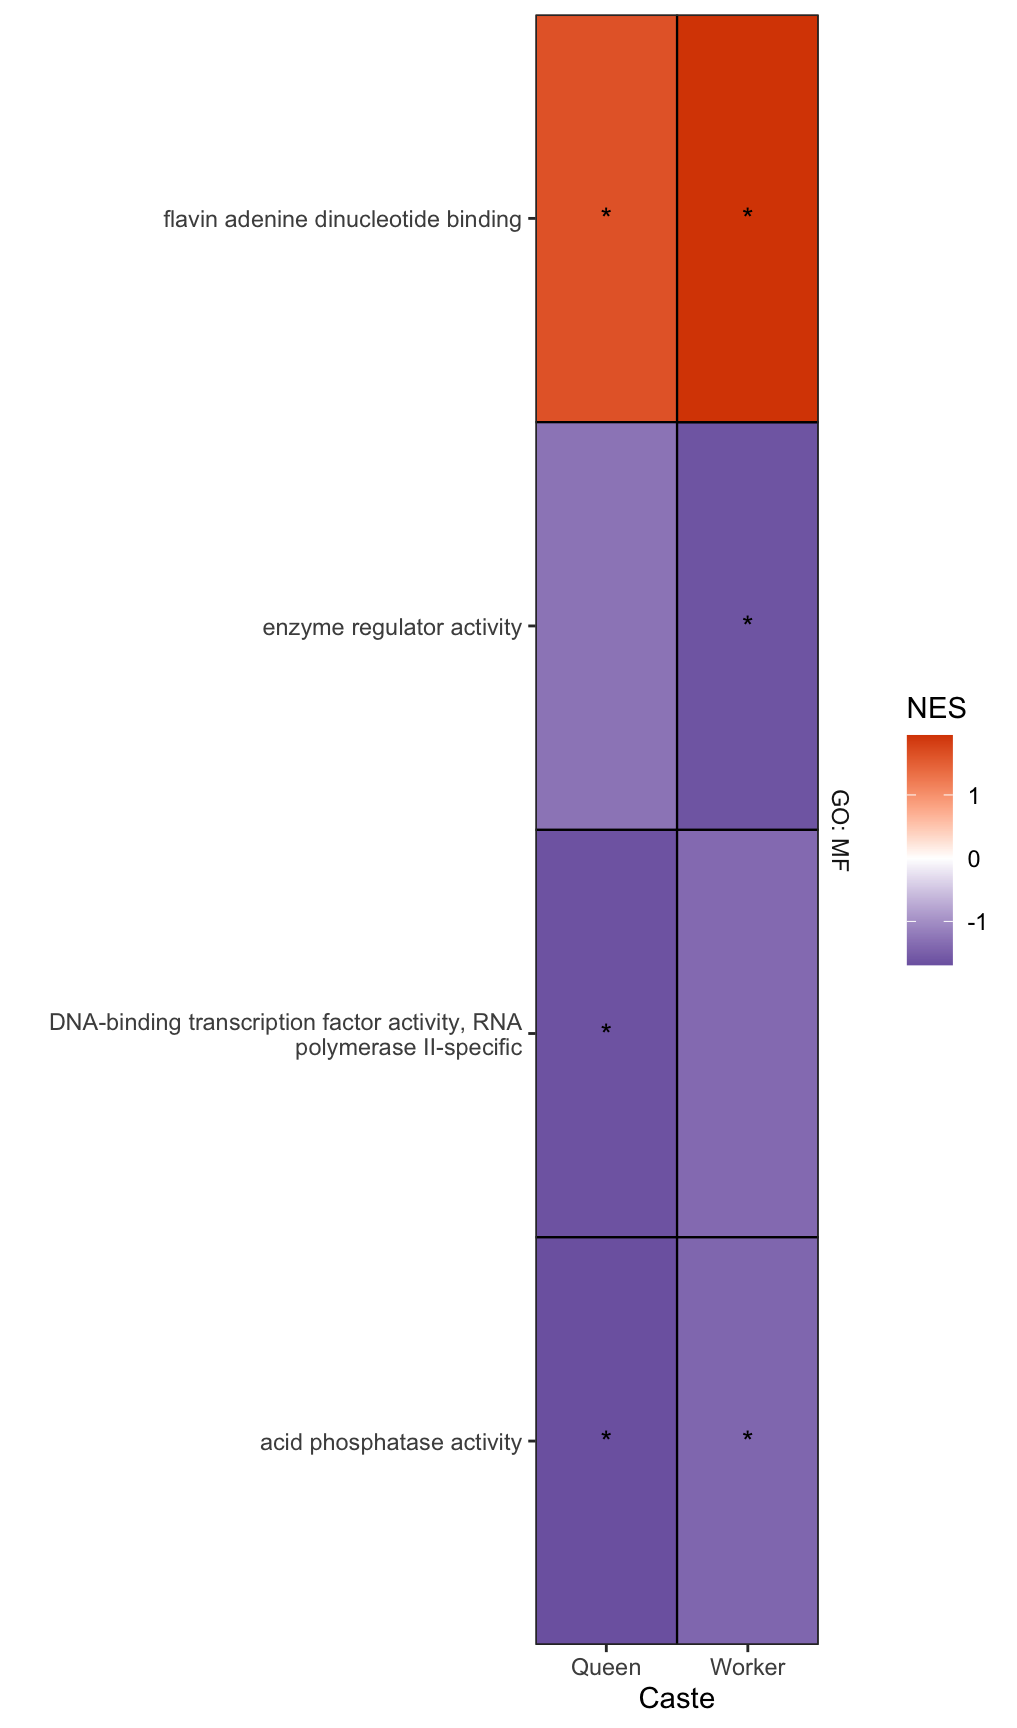 flavin adenine dinucleotide binding
*
*
enzyme regulator activity
*
DNA-binding transcription factor activity, RNA
polymerase II-specific
*
acid phosphatase activity
*
*
Queen
Worker
Caste
GO: MF
NES
1
0
-1